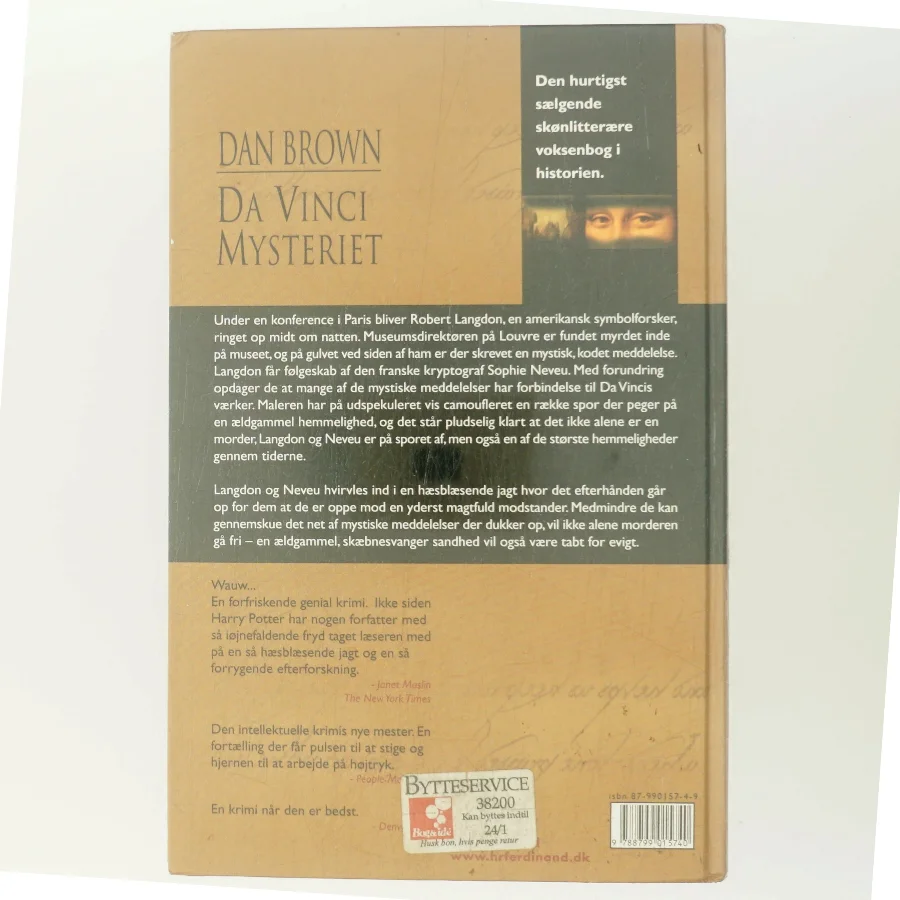 Den hurtigst
sælgende
skønlitterære
voksenbog i
historien.
DAN BROWN
DA VINCI
MYSTERIET
Under en konference i Paris bliver Robert Langdon, en amerikansk symbolforsker,
ringet op midt om natten. Museumsdirektøren på Louvre er fundet myrdet inde
på museet, og på gulvet ved siden af ham er der skrevet en mystisk, kodet meddelelse.
Langdon får følgeskab af den franske kryptograf Sophie Neveu. Med forundring
opdager de at mange af de mystiske meddelelser har forbindelse til Da Vincis
værker. Maleren har på udspekuleret vis camoufleret en række spor der peger på
en ældgammel hemmelighed, og det står pludselig klart at det ikke alene er en
morder, Langdon og Neveu er på sporet af, men også en af de største hemmeligheder
gennem tiderne.
Langdon og Neveu hvirvles ind i en hæsblæsende jagt hvor det efterhånden går
op for dem at de er oppe mod en yderst magtfuld modstander. Medmindre de kan
gennemskue det net af mystiske meddelelser der dukker op, vil ikke alene morderen
gå fri – en ældgammel, skæbnesvanger sandhed vil også være tabt for evigt.
Wauw...
En forfriskende genial krimi. Ikke siden
Harry Potter har nogen forfatter med
så iøjnefaldende fryd taget læseren med
på en så hæsblæsende jagt og en så
forrygende efterforskning.
- Janet Maslin
The New York Times
Den intellektuelle krimis nye mester. En
fortælling der får pulsen til at stige og
hjernen til at arbejde på højtryk.
- People
En krimi når den er bedst.
BYTTESERVICE
38200
Kan byttes indtil
24/1
Bog&idé
Husk bon, hvis penge retur
isbn 87-990157-4-9
9 788799 015740
www.hrferdinand.dk